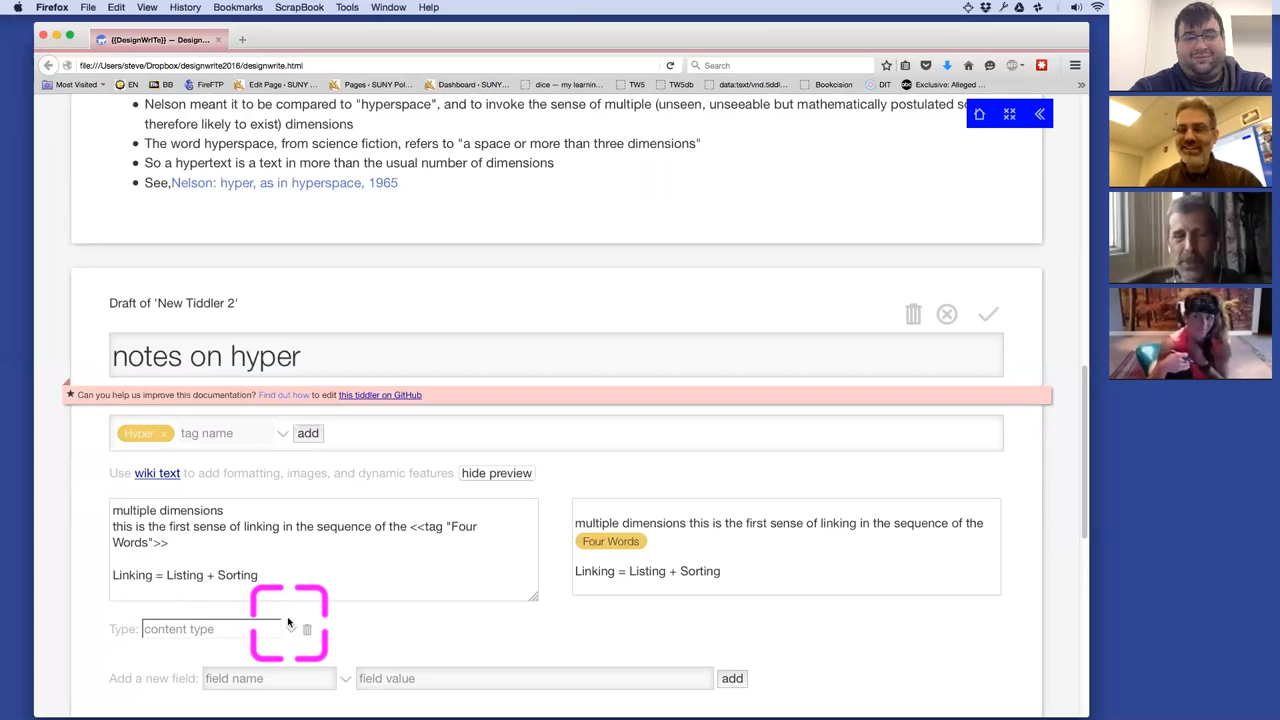 Firefox File Edit View History Bookmarks ScrapBook Tools Window Help
{{DesignWrITe}} — Design...
file:///Users/steve/Dropbox/designwrite2016/designwrite.html
Search
Most Visited EN BB FireFTP Edit Page - SUNY ... Pages - SUNY Pol... Dashboard - SUNY... dice — my learning... TW5 TW5db data:text/vnd.tiddl... Bookcision DIT Exclusive: Alleged ...
Nelson meant it to be compared to "hyperspace", and to invoke the sense of multiple (unseen, unseeable but mathematically postulated
therefore likely to exist) dimensions
The word hyperspace, from science fiction, refers to "a space or more than three dimensions"
So a hypertext is a text in more than the usual number of dimensions
See,Nelson: hyper, as in hyperspace, 1965
Draft of 'New Tiddler 2'
notes on hyper
Can you help us improve this documentation? Find out how to edit this tiddler on GitHub
Hyper × tag name add
Use wiki text to add formatting, images, and dynamic features hide preview
multiple dimensions
this is the first sense of linking in the sequence of the <<tag "Four
Words">>
Linking = Listing + Sorting
multiple dimensions this is the first sense of linking in the sequence of the
Four Words
Linking = Listing + Sorting
Type: content type
Add a new field: field name field value add